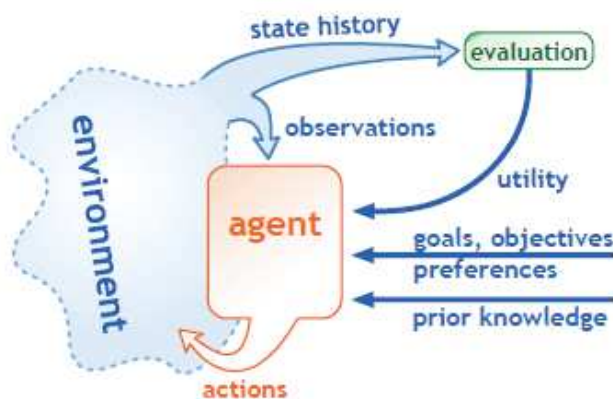 state history
evaluation
environment
observations
utility
agent
goals, objectives
preferences
prior knowledge
actions